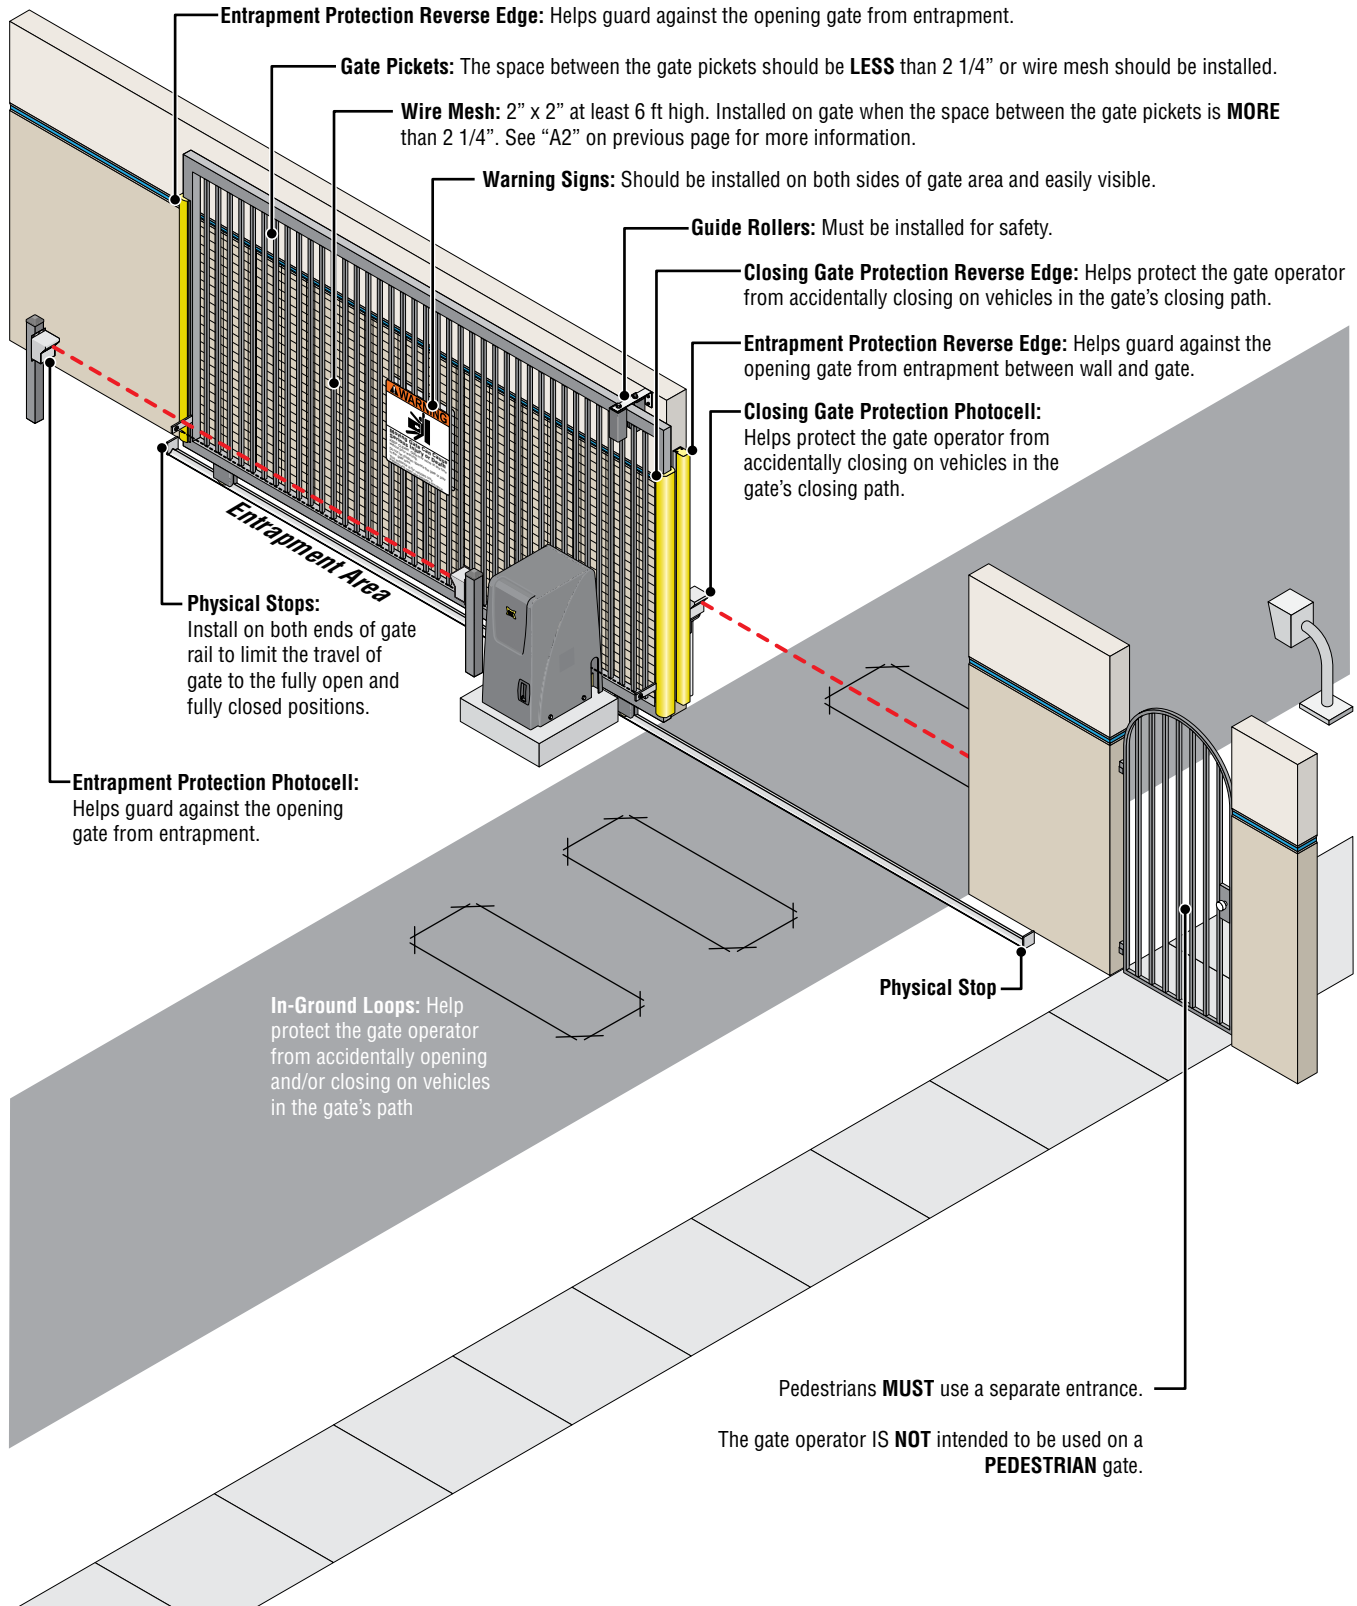 Entrapment Protection Reverse Edge: Helps guard against the opening gate from entrapment.
Gate Pickets: The space between the gate pickets should be LESS than 2 1/4” or wire mesh should be installed.
Wire Mesh: 2” x 2” at least 6 ft high. Installed on gate when the space between the gate pickets is MORE
than 2 1/4”. See “A2” on previous page for more information.
Warning Signs: Should be installed on both sides of gate area and easily visible.
Guide Rollers: Must be installed for safety.
Closing Gate Protection Reverse Edge: Helps protect the gate operator
from accidentally closing on vehicles in the gate’s closing path.
Entrapment Protection Reverse Edge: Helps guard against the
opening gate from entrapment between wall and gate.
Closing Gate Protection Photocell:
Helps protect the gate operator from
accidentally closing on vehicles in the
gate’s closing path.
WARNING
Entrapment Area
Physical Stops:
Install on both ends of gate
rail to limit the travel of
gate to the fully open and
fully closed positions.
Entrapment Protection Photocell:
Helps guard against the opening
gate from entrapment.
Physical Stop
In-Ground Loops: Help
protect the gate operator
from accidentally opening
and/or closing on vehicles
in the gate’s path
Pedestrians MUST use a separate entrance.
The gate operator IS NOT intended to be used on a
PEDESTRIAN gate.